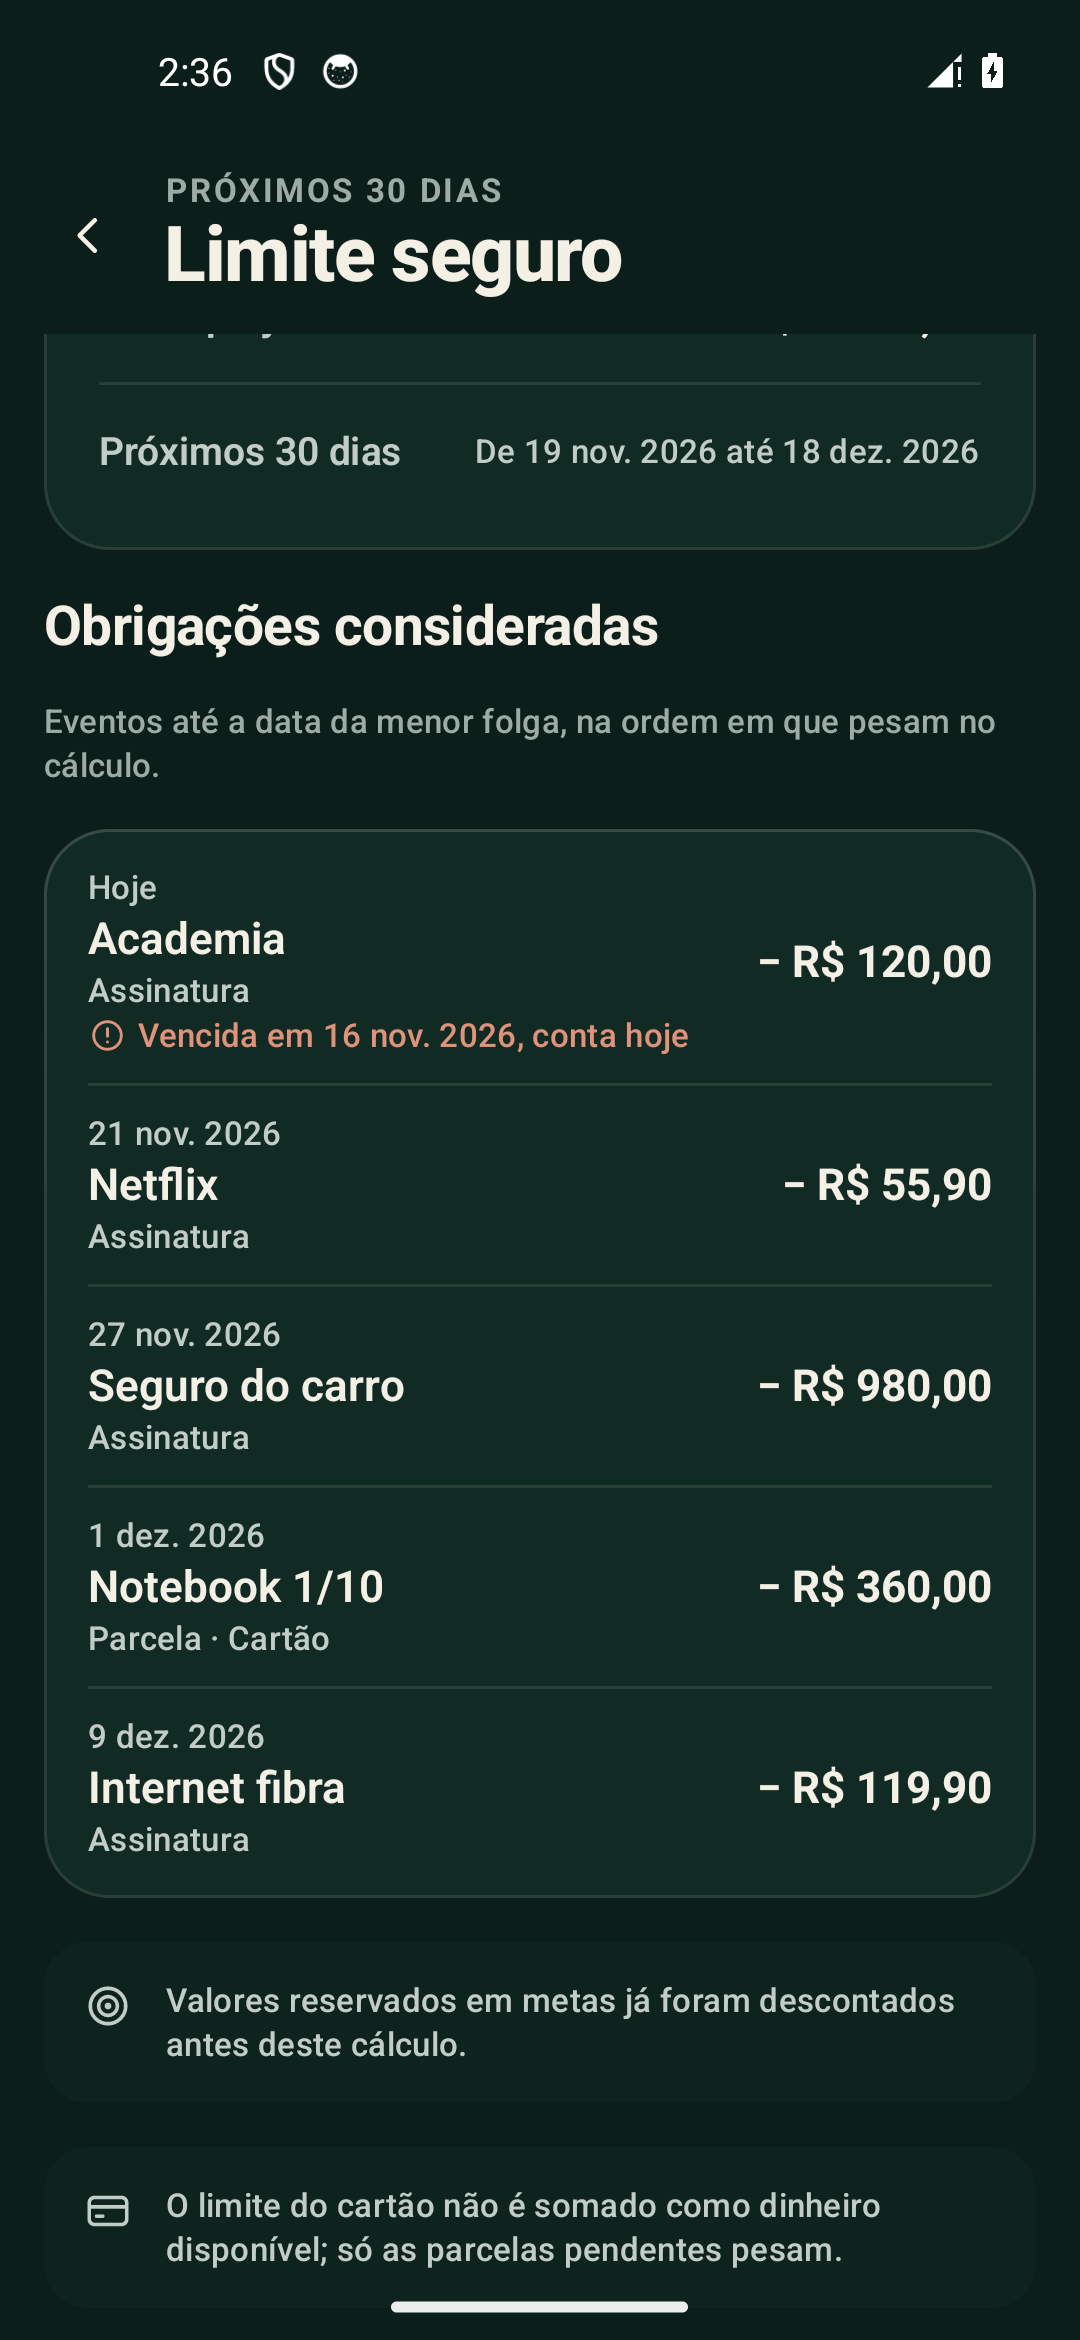 2:36
PRÓXIMOS 30 DIAS
Limite seguro
Próximos 30 dias
De 19 nov. 2026 até 18 dez. 2026
Obrigações consideradas
Eventos até a data da menor folga, na ordem em que pesam no
cálculo.
Hoje
Academia
− R$ 120,00
Assinatura
Vencida em 16 nov. 2026, conta hoje
21 nov. 2026
Netflix
− R$ 55,90
Assinatura
27 nov. 2026
Seguro do carro
− R$ 980,00
Assinatura
1 dez. 2026
Notebook 1/10
− R$ 360,00
Parcela · Cartão
9 dez. 2026
Internet fibra
− R$ 119,90
Assinatura
Valores reservados em metas já foram descontados
antes deste cálculo.
O limite do cartão não é somado como dinheiro
disponível; só as parcelas pendentes pesam.